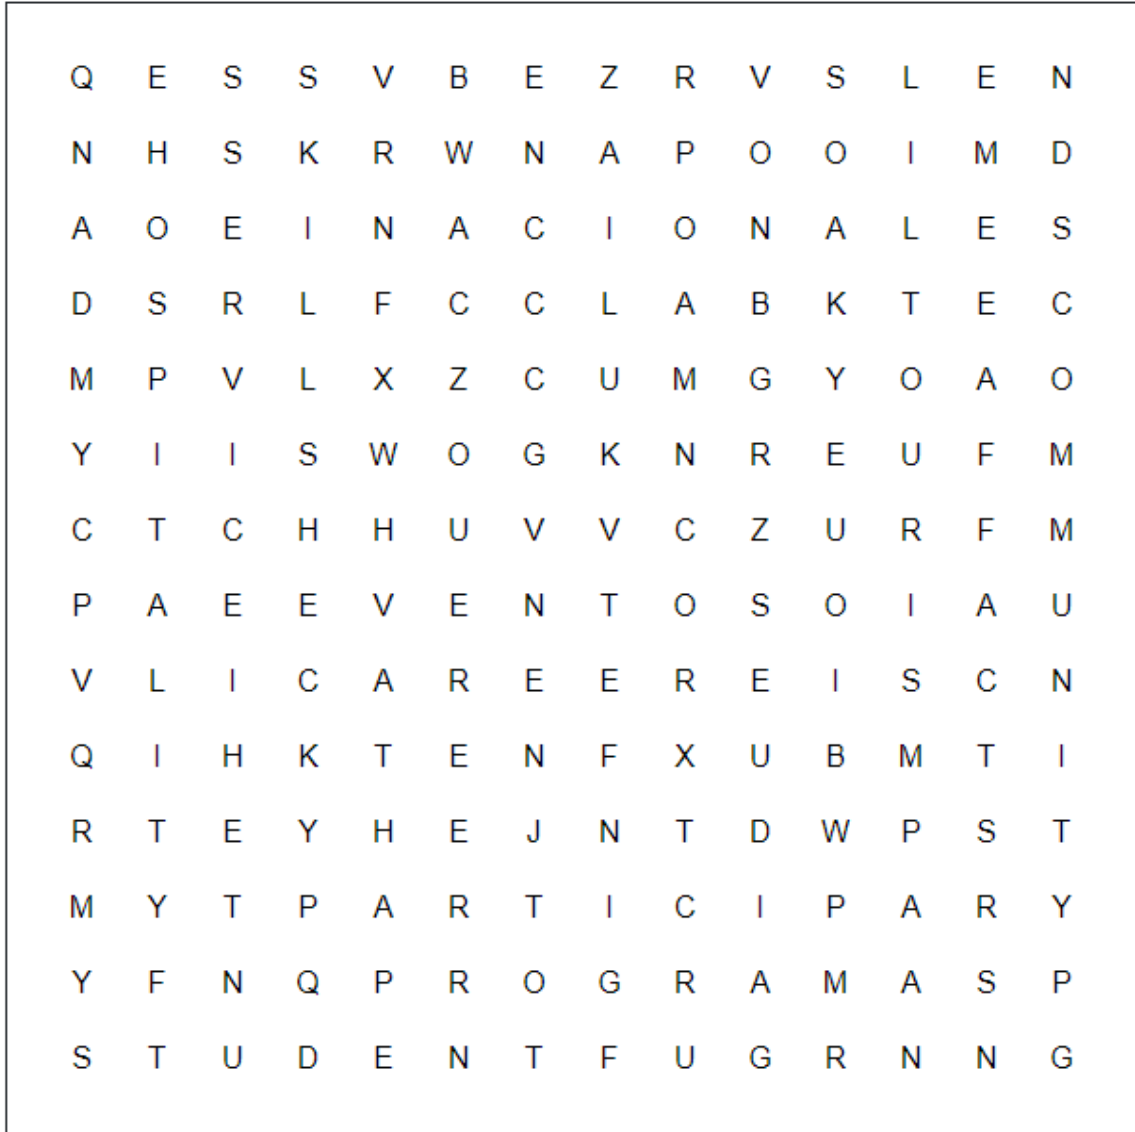 Q E S S V B E Z R V S L E N
N H S K R W N A P O O I M D
A O E I N A C I O N A L E S
D S R L F C C L A B K T E C
M P V L X Z C U M G Y O A O
Y I I S W O G K N R E U F M
C T C H H U V V C Z U R F M
P A E E V E N T O S O I A U
V L I C A R E E R E I S C N
Q I H K T E N F X U B M T I
R T E Y H E J N T D W P S T
M Y T P A R T I C I P A R Y
Y F N Q P R O G R A M A S P
S T U D E N T F U G R N N G